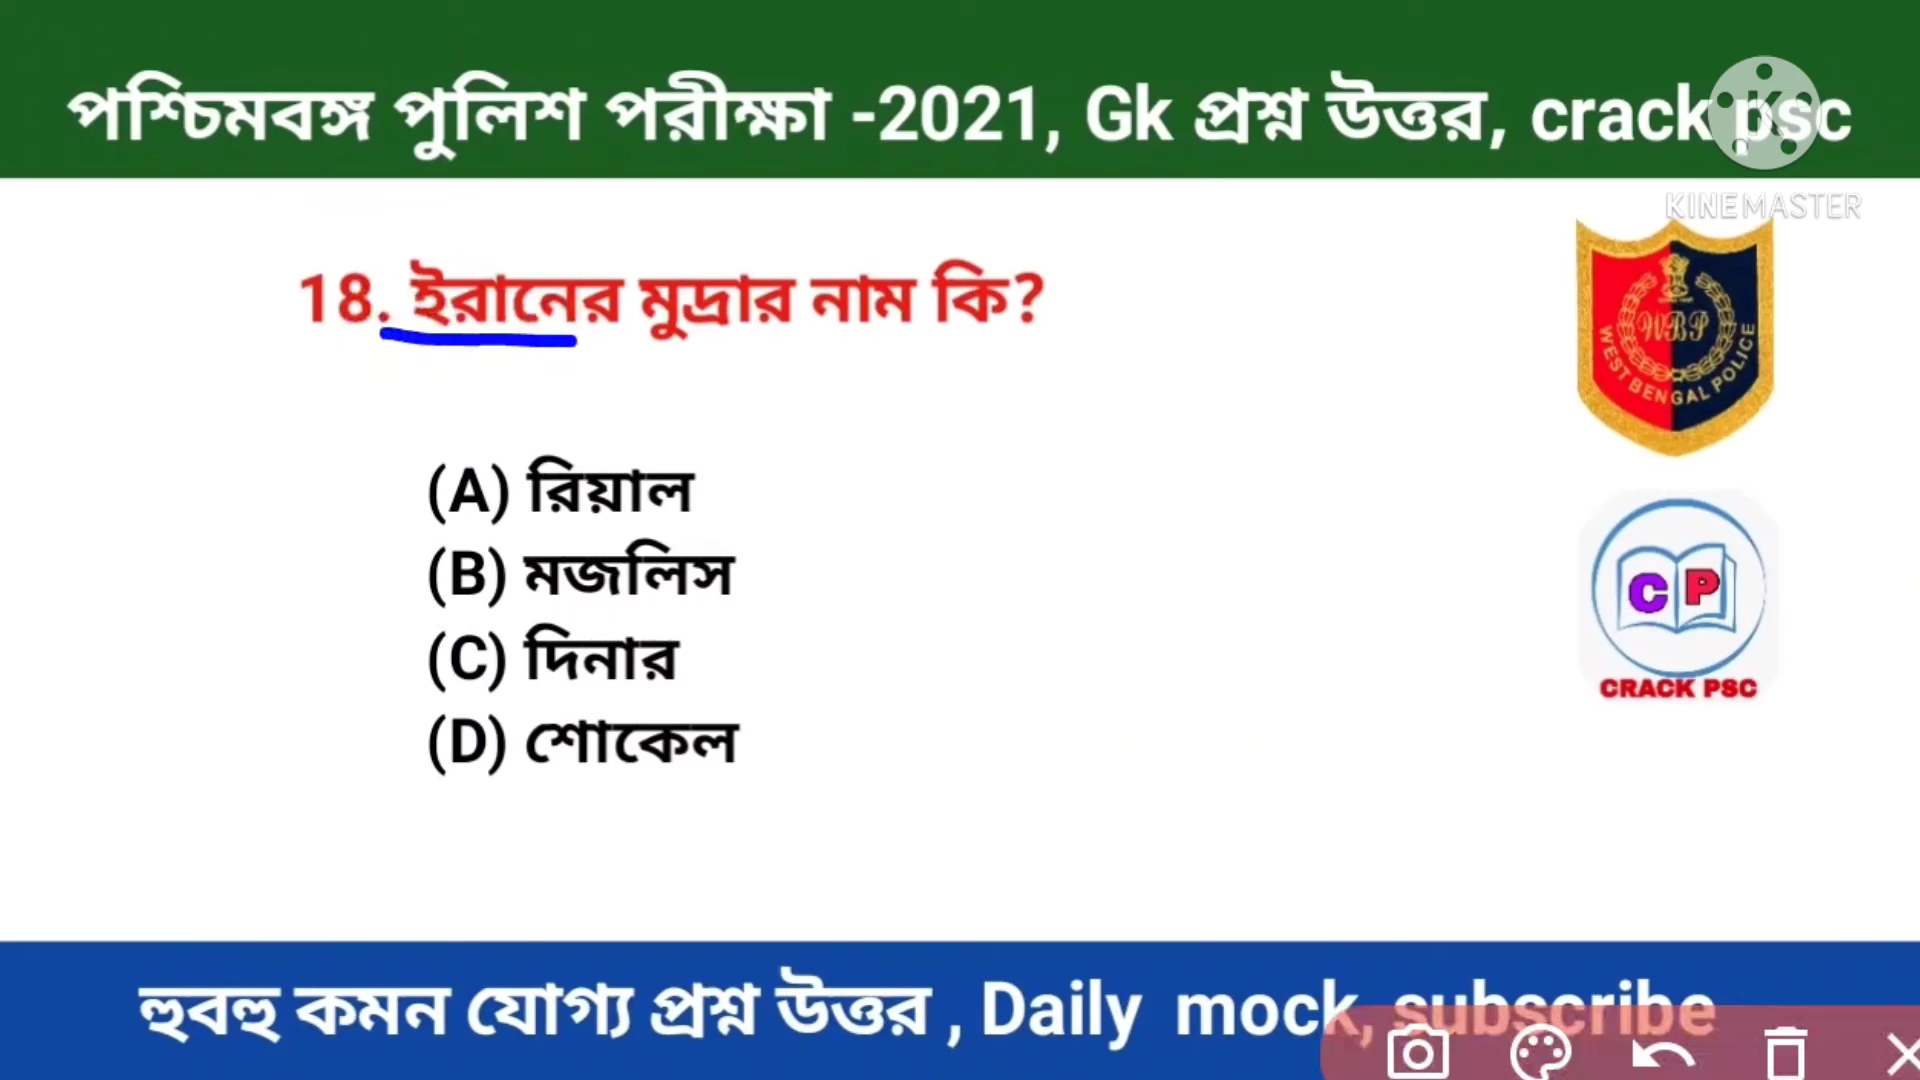 পশ্চিমবঙ্গ পুলিশ পরীক্ষা -2021, Gk প্রশ্ন উত্তর, crack psc
KINEMASTER
18. ইরানের মুদ্রার নাম কি?
WBP
WEST BENGAL POLICE
(A) রিয়াল
(B) মজলিস
(C) দিনার
(D) শোকেল
C P
CRACK PSC
হুবহু কমন যোগ্য প্রশ্ন উত্তর , Daily mock, subscribe